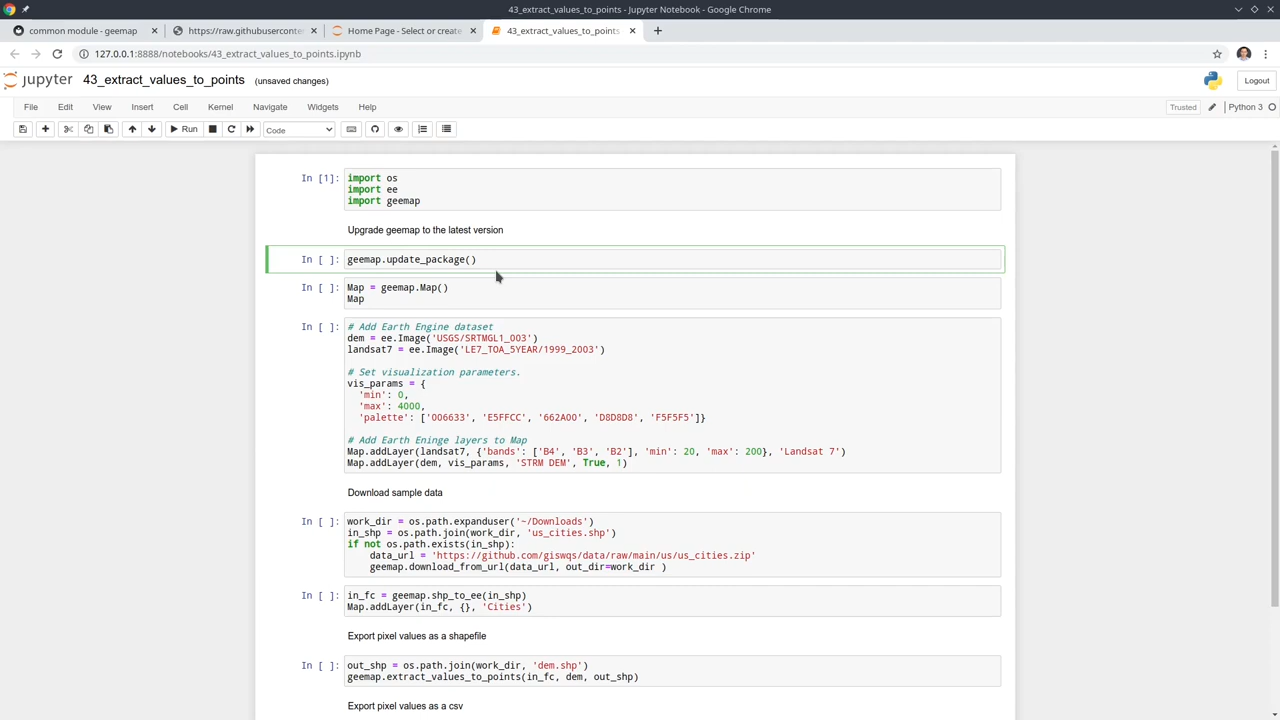 43_extract_values_to_points - Jupyter Notebook - Google Chrome
common module - geemap
https://raw.githubuserconte
Home Page - Select or create
43_extract_values_to_points
127.0.0.1:8888/notebooks/43_extract_values_to_points.ipynb
jupyter 43_extract_values_to_points (unsaved changes)
Logout
File Edit View Insert Cell Kernel Navigate Widgets Help
Trusted Python 3
Run Code
In [1]: import os
import ee
import geemap
Upgrade geemap to the latest version
In [ ]: geemap.update_package()
In [ ]: Map = geemap.Map()
Map
In [ ]: # Add Earth Engine dataset
dem = ee.Image('USGS/SRTMGL1_003')
landsat7 = ee.Image('LE7_TOA_5YEAR/1999_2003')
# Set visualization parameters.
vis_params = {
'min': 0,
'max': 4000,
'palette': ['006633', 'E5FFCC', '662A00', 'D8D8D8', 'F5F5F5']}
# Add Earth Eninge layers to Map
Map.addLayer(landsat7, {'bands': ['B4', 'B3', 'B2'], 'min': 20, 'max': 200}, 'Landsat 7')
Map.addLayer(dem, vis_params, 'STRM DEM', True, 1)
Download sample data
In [ ]: work_dir = os.path.expanduser('~/Downloads')
in_shp = os.path.join(work_dir, 'us_cities.shp')
if not os.path.exists(in_shp):
data_url = 'https://github.com/giswqs/data/raw/main/us/us_cities.zip'
geemap.download_from_url(data_url, out_dir=work_dir )
In [ ]: in_fc = geemap.shp_to_ee(in_shp)
Map.addLayer(in_fc, {}, 'Cities')
Export pixel values as a shapefile
In [ ]: out_shp = os.path.join(work_dir, 'dem.shp')
geemap.extract_values_to_points(in_fc, dem, out_shp)
Export pixel values as a csv